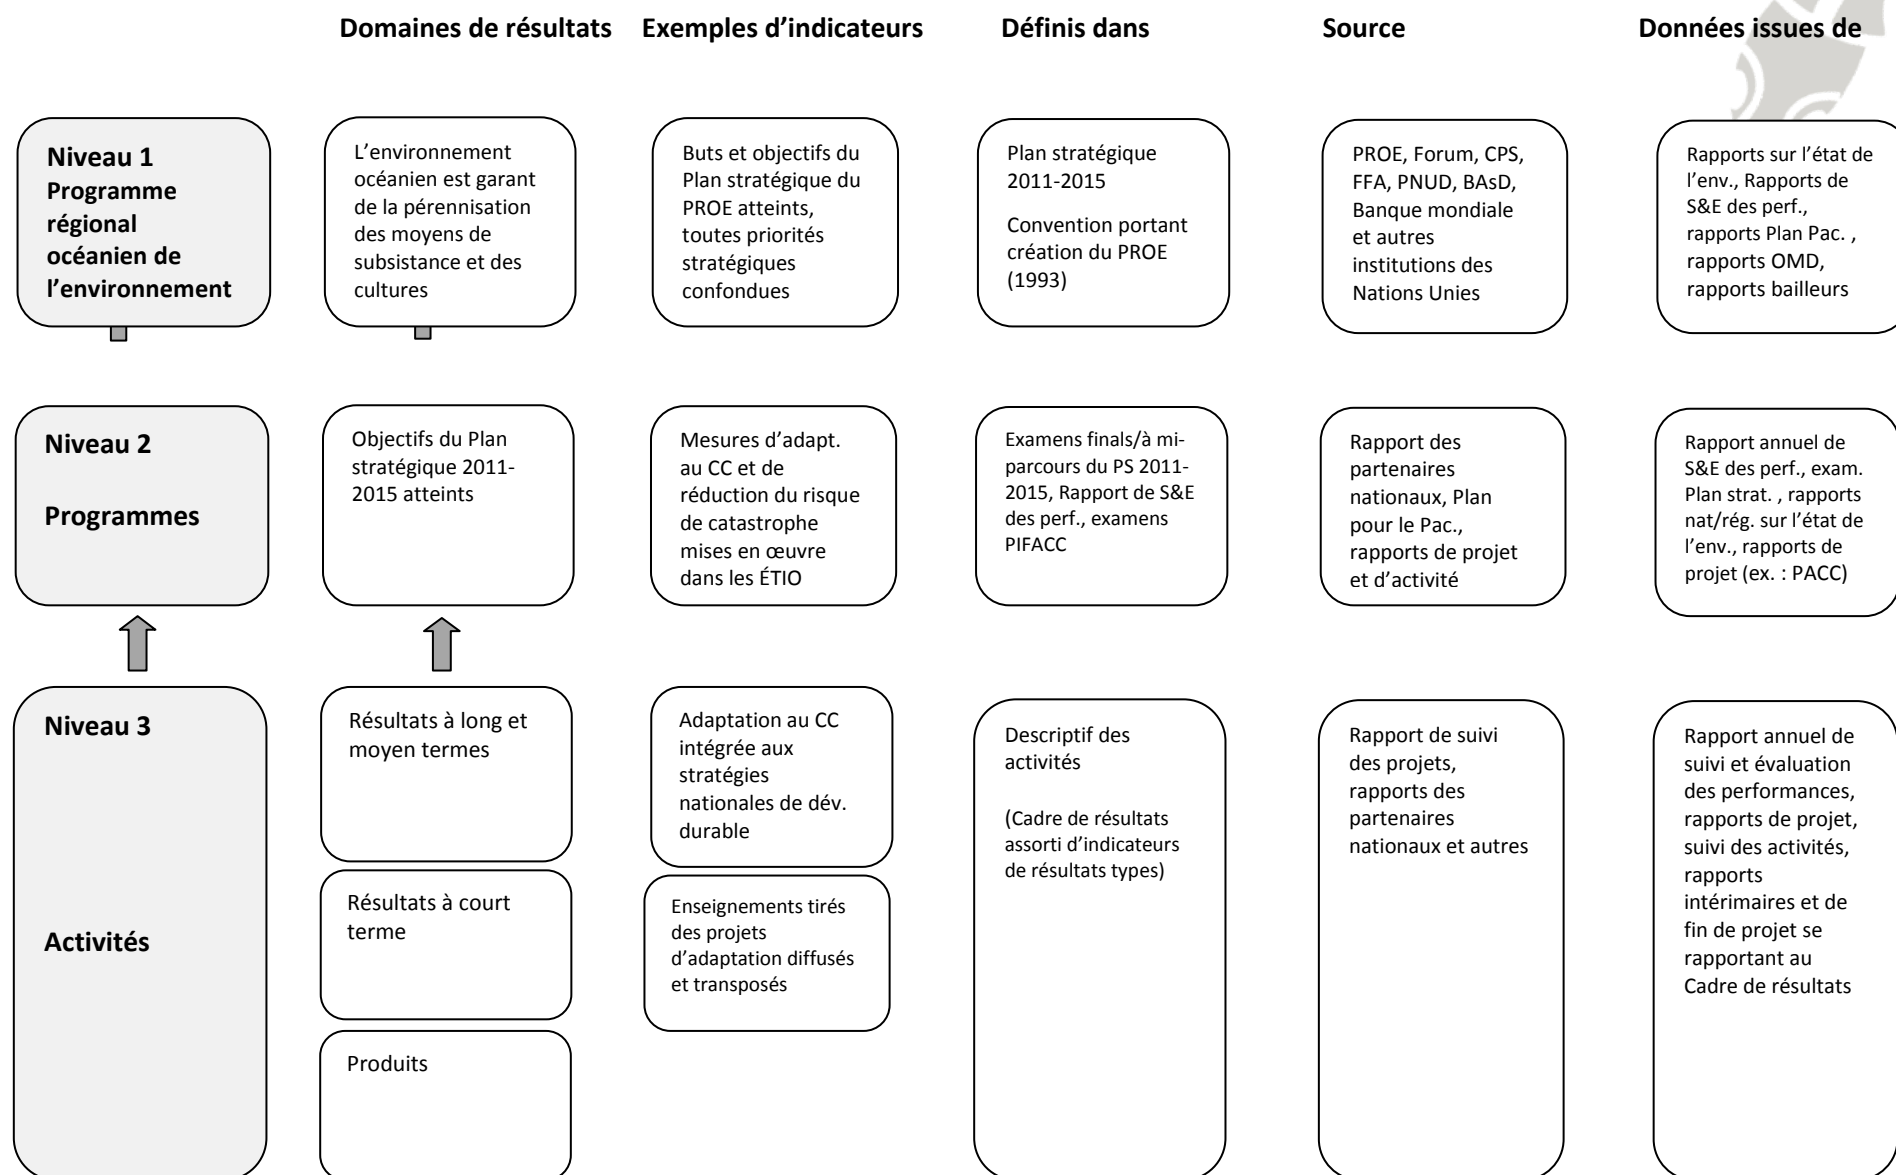 Domaines de résultats
Exemples d’indicateurs
Définis dans
Source
Données issues de
Niveau 1
Programme
régional
océanien de
l’environnement
L’environnement
océanien est garant
de la pérennisation
des moyens de
subsistance et des
cultures
Buts et objectifs du
Plan stratégique du
PROE atteints,
toutes priorités
stratégiques
confondues
Plan stratégique
2011-2015
Convention portant
création du PROE
(1993)
PROE, Forum, CPS,
FFA, PNUD, BAsD,
Banque mondiale
et autres
institutions des
Nations Unies
Rapports sur l’état de
l’env., Rapports de
S&E des perf.,
rapports Plan Pac. ,
rapports OMD,
rapports bailleurs
Niveau 2
Programmes
Objectifs du Plan
stratégique 2011-
2015 atteints
Mesures d’adapt.
au CC et de
réduction du risque
de catastrophe
mises en œuvre
dans les ÉTIO
Examens finals/à mi-
parcours du PS 2011-
2015, Rapport de S&E
des perf., examens
PIFACC
Rapport des
partenaires
nationaux, Plan
pour le Pac.,
rapports de projet
et d’activité
Rapport annuel de
S&E des perf., exam.
Plan strat. , rapports
nat/rég. sur l’état de
l’env., rapports de
projet (ex. : PACC)
Niveau 3
Activités
Résultats à long et
moyen termes
Résultats à court
terme
Produits
Adaptation au CC
intégrée aux
stratégies
nationales de dév.
durable
Enseignements tirés
des projets
d’adaptation diffusés
et transposés
Descriptif des
activités
(Cadre de résultats
assorti d’indicateurs
de résultats types)
Rapport de suivi
des projets,
rapports des
partenaires
nationaux et autres
Rapport annuel de
suivi et évaluation
des performances,
rapports de projet,
suivi des activités,
rapports
intérimaires et de
fin de projet se
rapportant au
Cadre de résultats